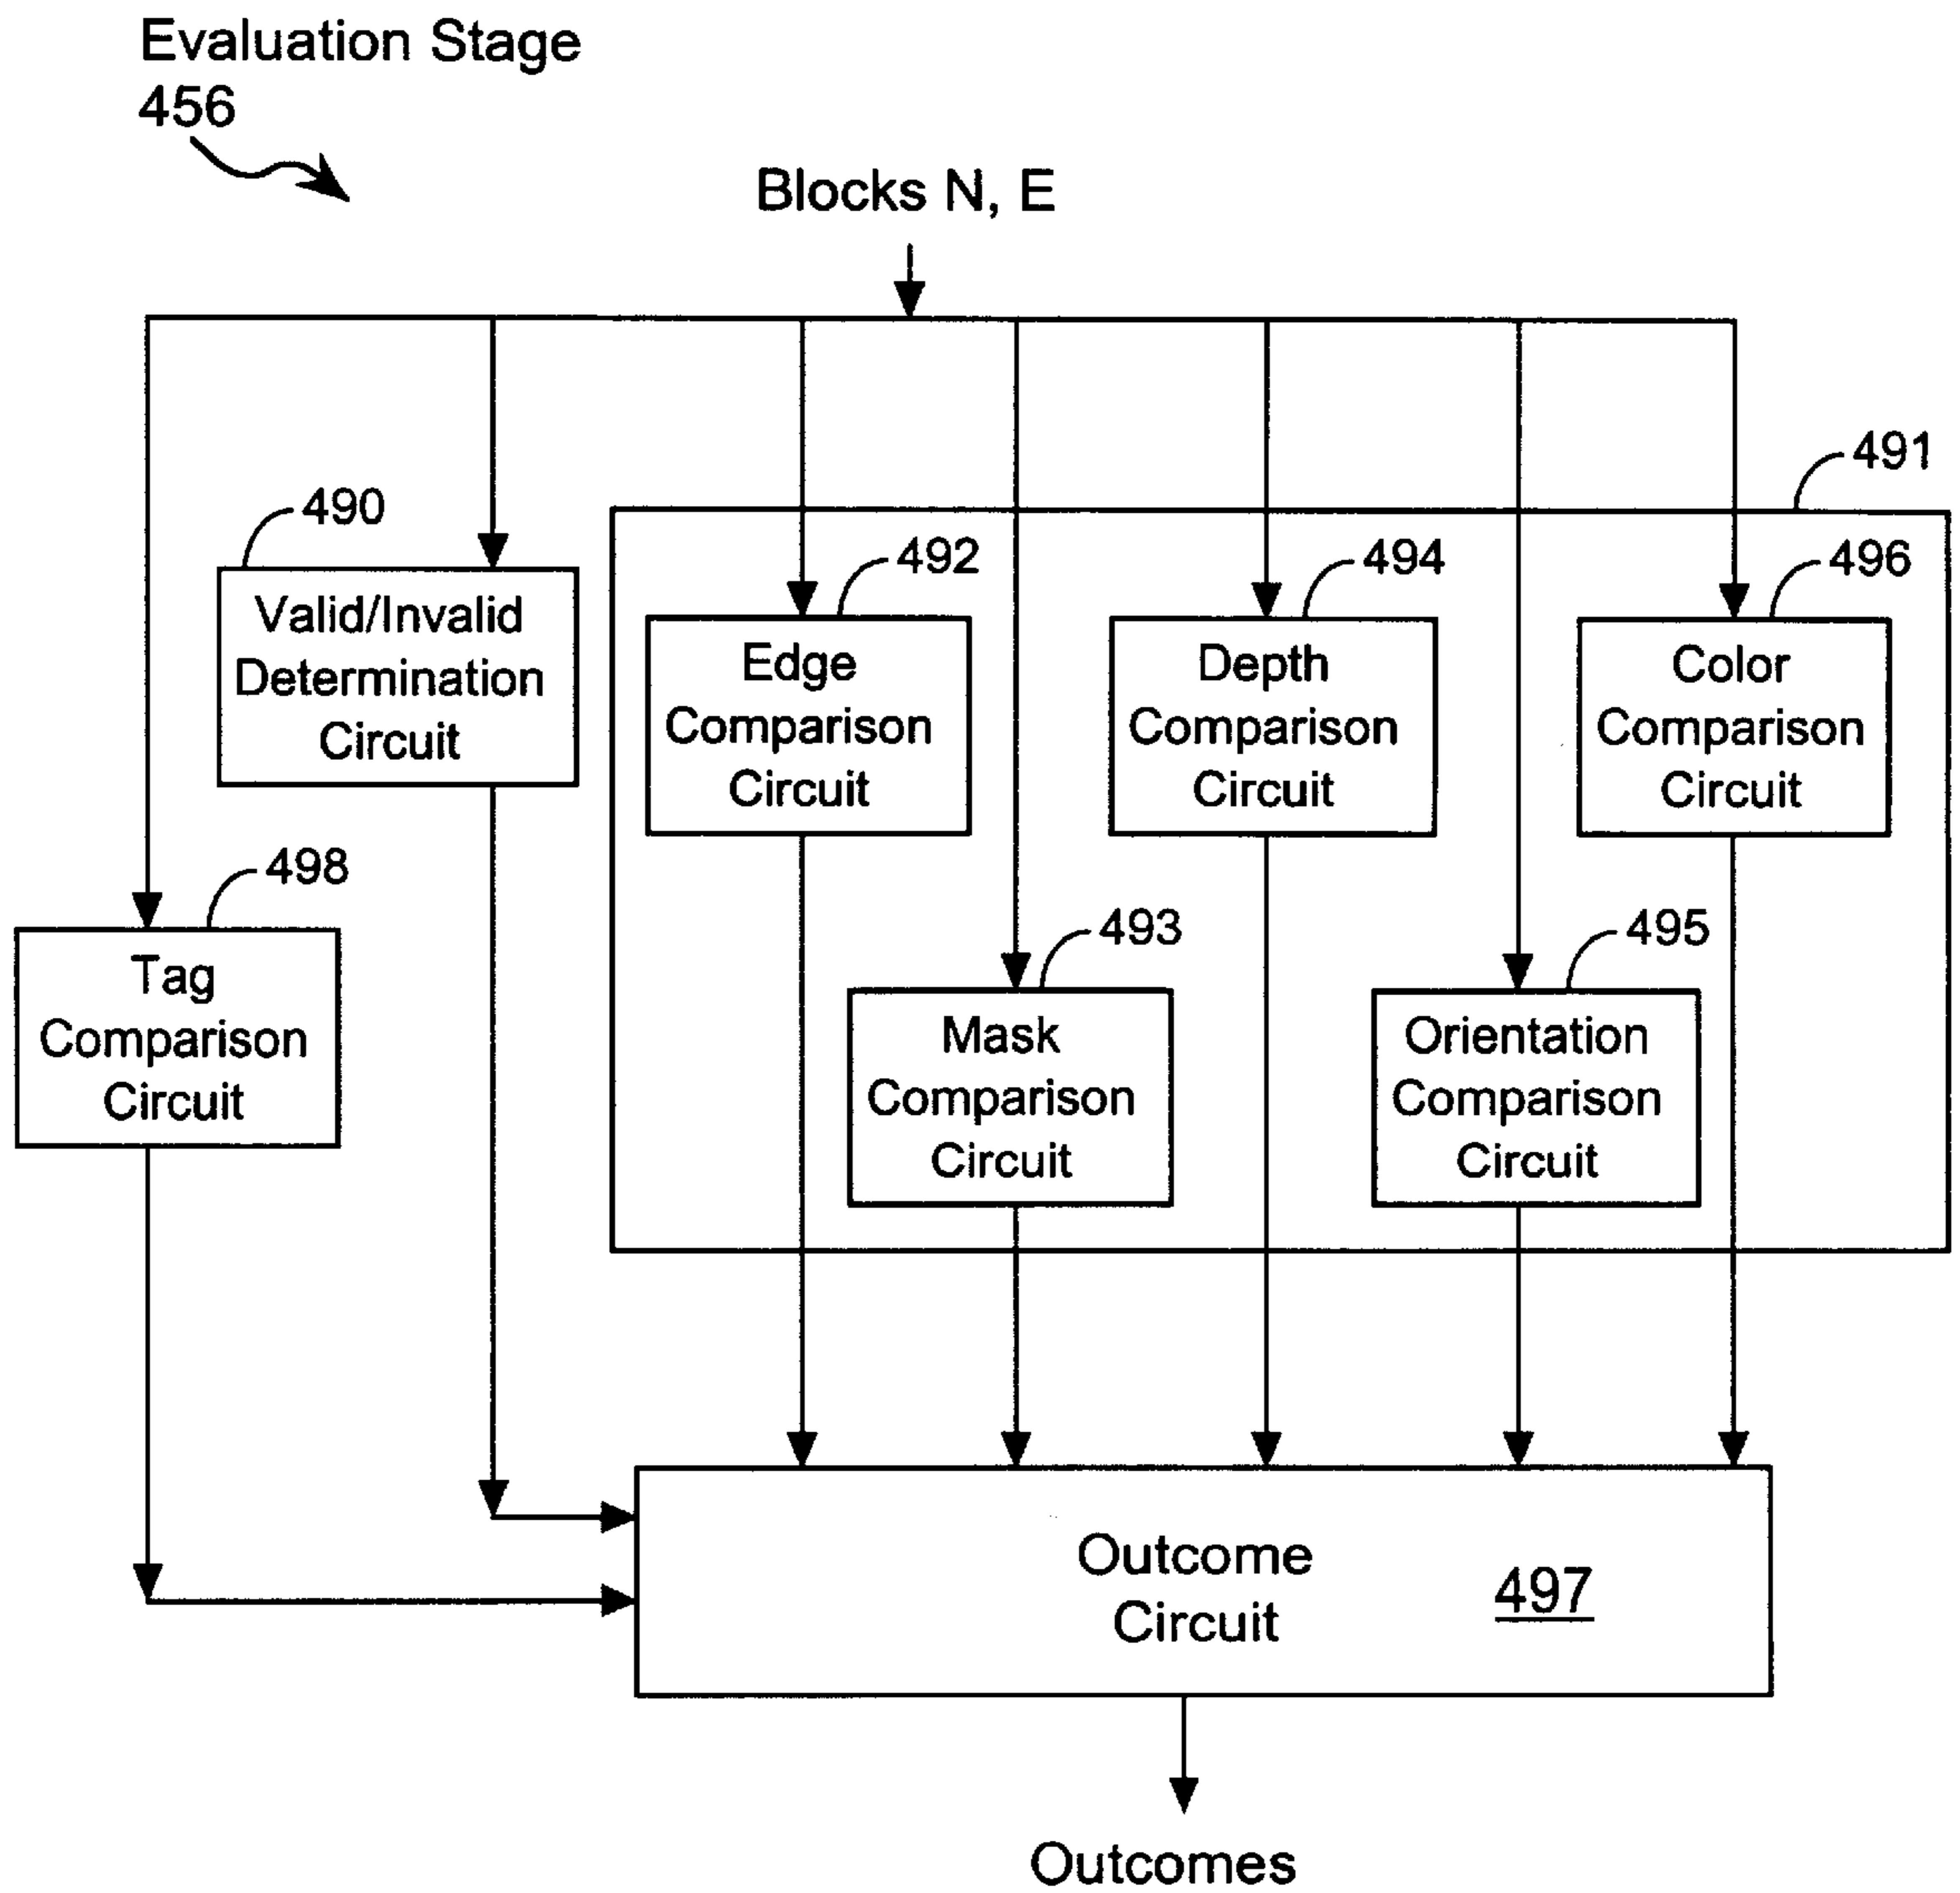 Evaluation Stage
456
Blocks N, E
491
490
492
494
496
Valid/Invalid
Determination
Circuit
Edge
Comparison
Circuit
Depth
Comparison
Circuit
Color
Comparison
Circuit
498
493
495
Tag
Comparison
Circuit
Mask
Comparison
Circuit
Orientation
Comparison
Circuit
Outcome
Circuit
497
Outcomes